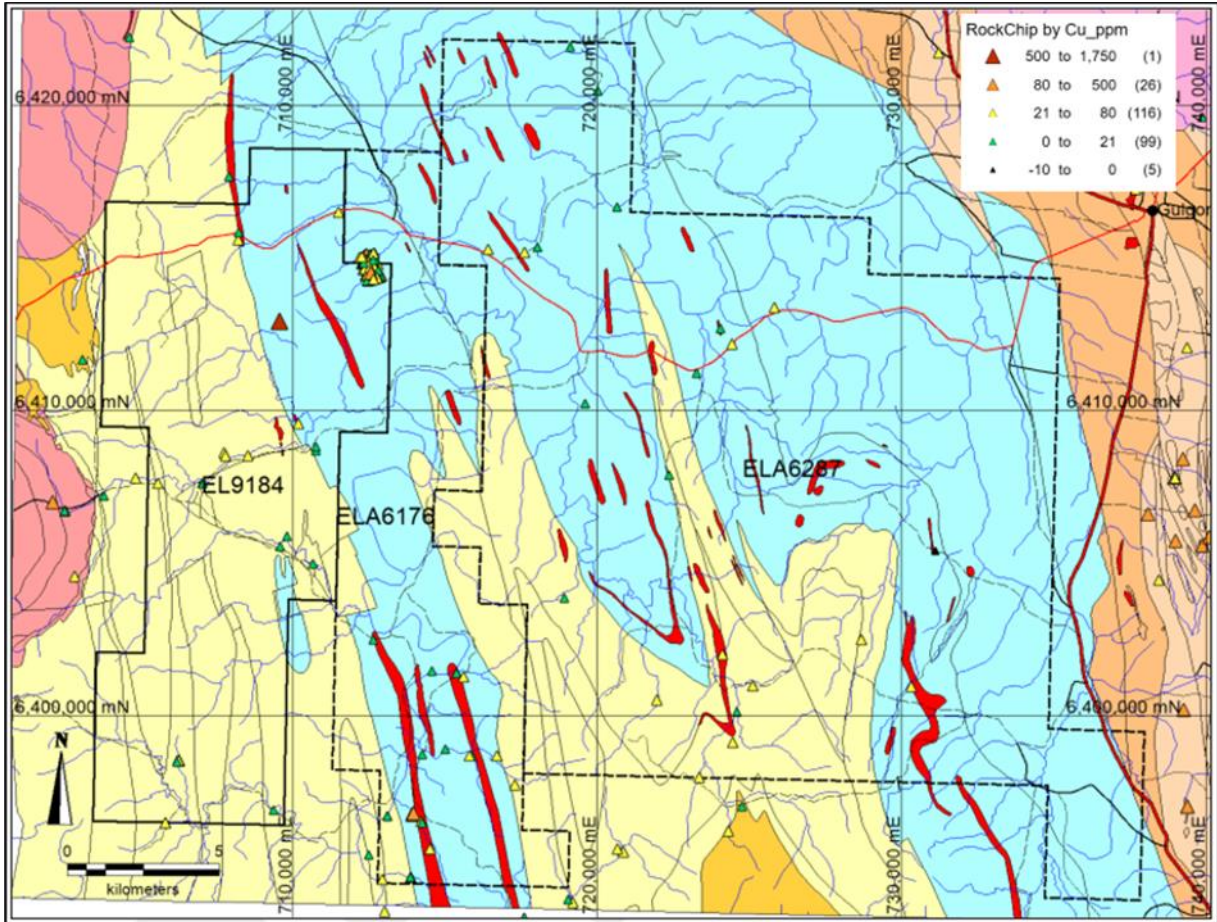 RockChip by Cu_ppm
500 to 1,750 (1)
80 to 500 (26)
21 to 80 (116)
0 to 21 (99)
-10 to 0 (5)
710,000 mE
720,000 mE
730,000 mE
740,000 mE
6,420,000 mN
Gulgon
6,410,000 mN
6,410,000 mN
EL9184
ELA6176
ELA6287
6,400,000 mN
6,400,000 mN
N
0 5
kilometers
710,000 mE
720,000 mE
730,000 mE
740,000 mE